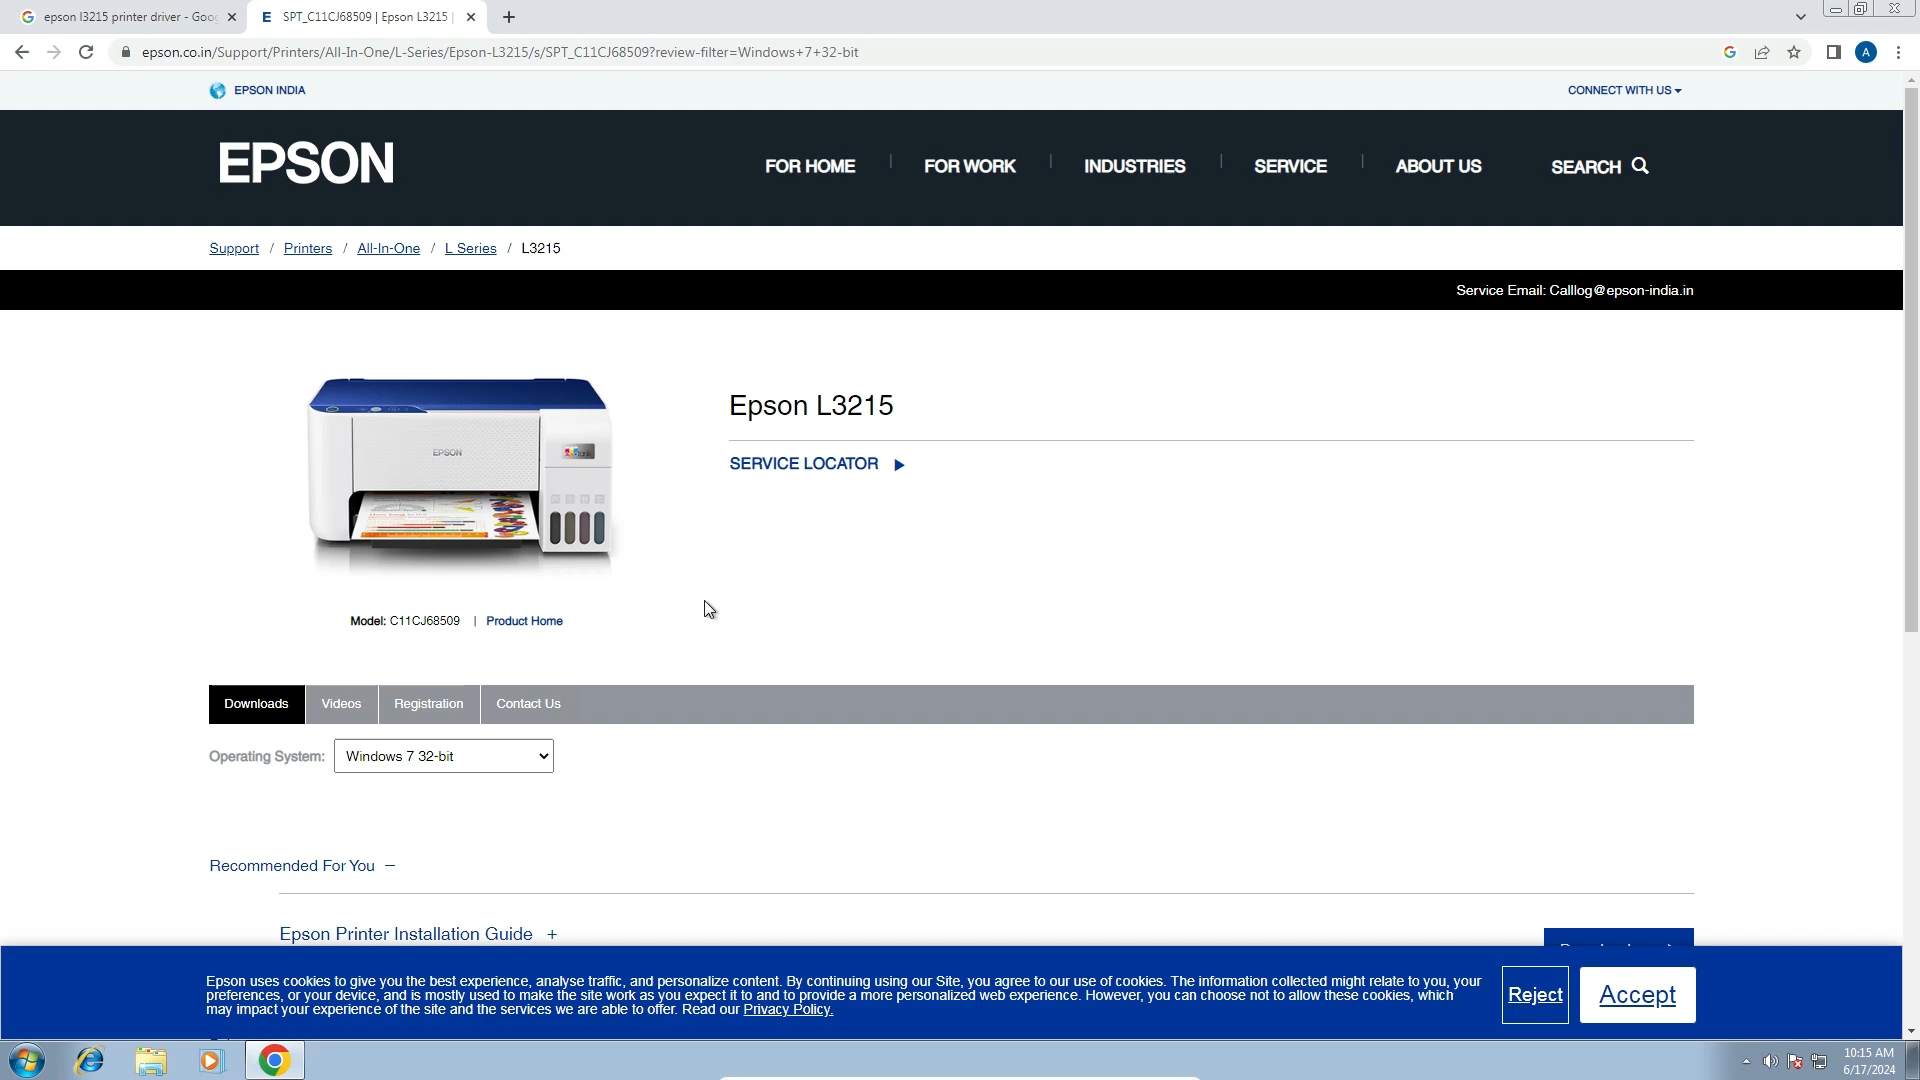 epson l3215 printer driver - Goo
SPT_C11CJ68509 | Epson L3215 |
epson.co.in/Support/Printers/All-In-One/L-Series/Epson-L3215/s/SPT_C11CJ68509?review-filter=Windows+7+32-bit
A
EPSON INDIA
CONNECT WITH US
EPSON
FOR HOME
FOR WORK
INDUSTRIES
SERVICE
ABOUT US
SEARCH
Support / Printers / All-In-One / L Series / L3215
Service Email: Calllog@epson-india.in
EPSON
Epson L3215
SERVICE LOCATOR
Model: C11CJ68509 | Product Home
Downloads
Videos
Registration
Contact Us
Operating System:
Windows 7 32-bit
Recommended For You −
Epson Printer Installation Guide +
Epson uses cookies to give you the best experience, analyse traffic, and personalize content. By continuing using our Site, you agree to our use of cookies. The information collected might relate to you, your
preferences, or your device, and is mostly used to make the site work as you expect it to and to provide a more personalized web experience. However, you can choose not to allow these cookies, which
may impact your experience of the site and the services we are able to offer. Read our Privacy Policy.
Reject
Accept
10:15 AM
6/17/2024